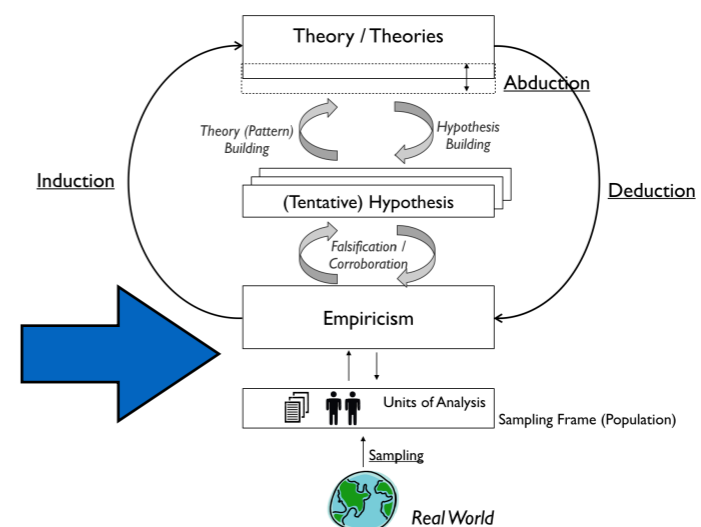 Theory / Theories
Abduction
Theory (Pattern)
Building
Hypothesis
Building
Induction
(Tentative) Hypothesis
Deduction
Falsification /
Corroboration
Empiricism
Units of Analysis
Sampling Frame (Population)
Sampling
Real World